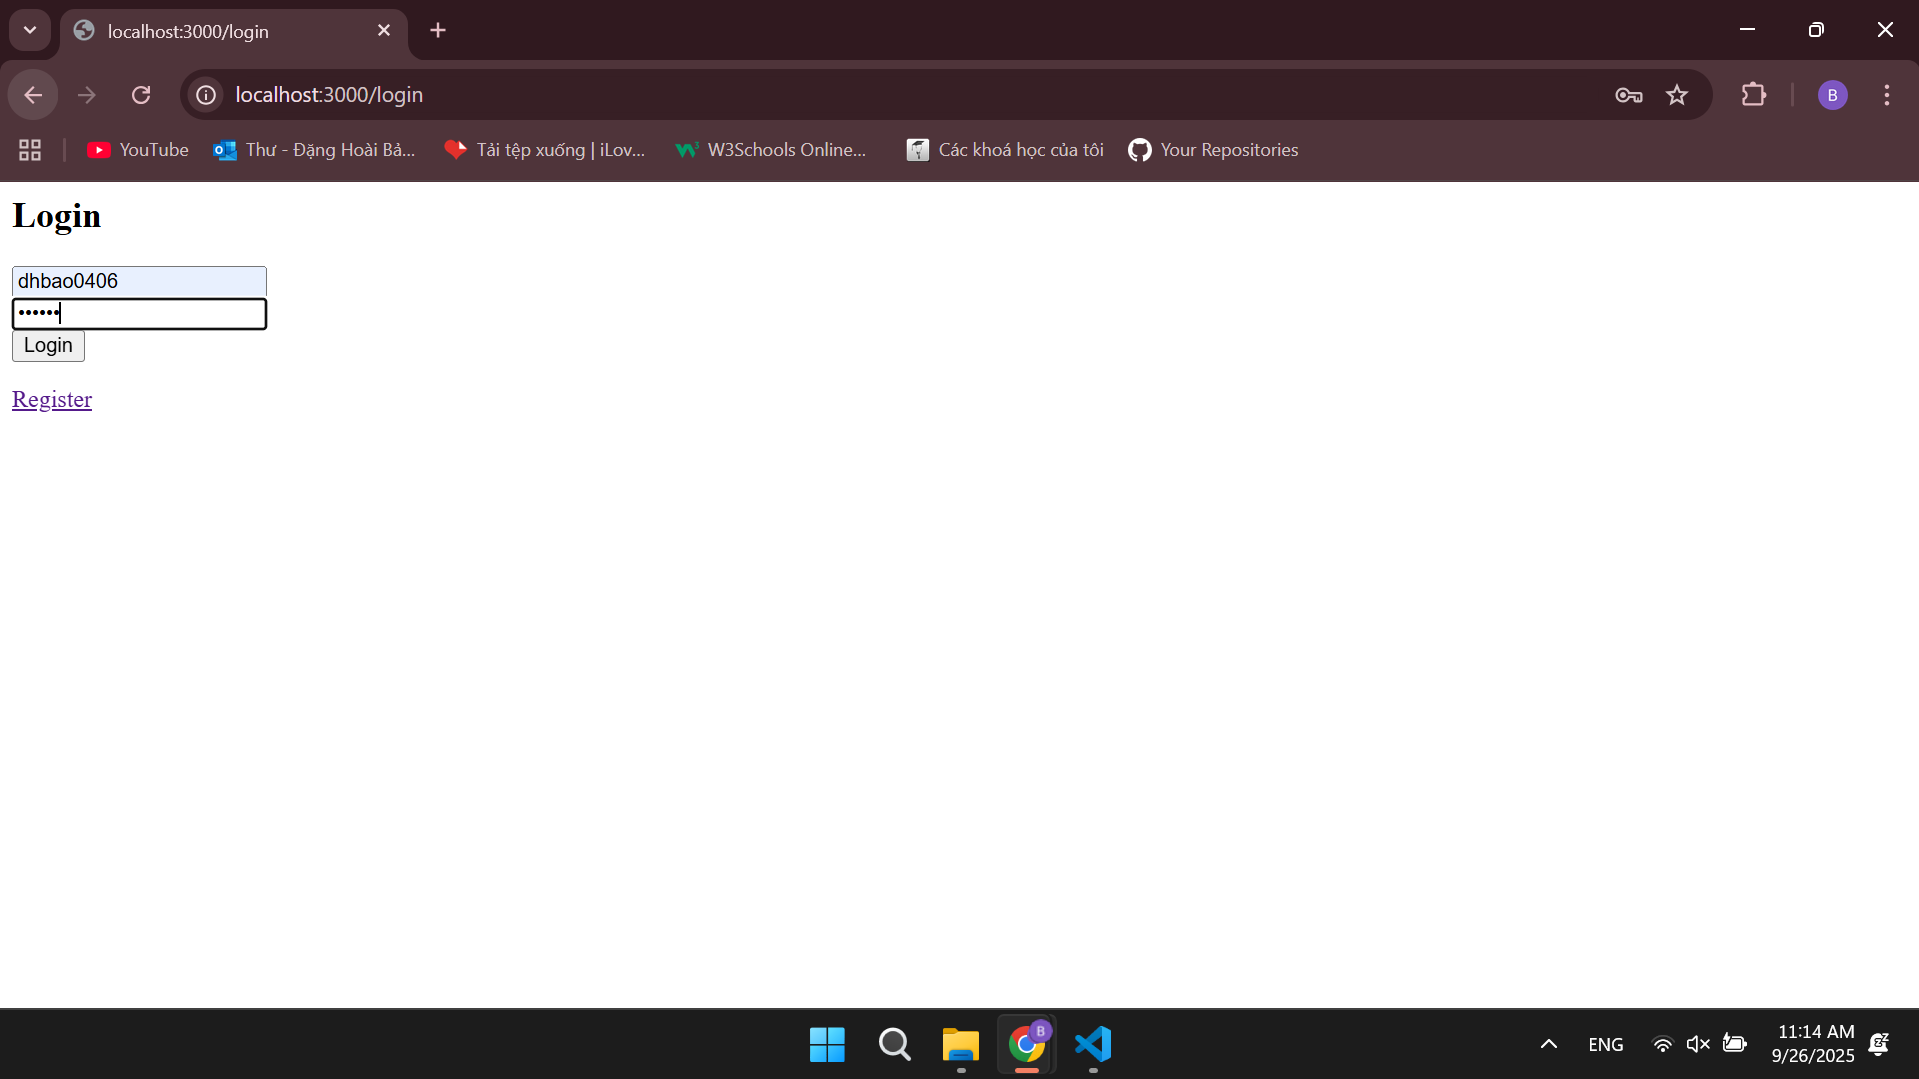 localhost:3000/login
localhost:3000/login
B
YouTube
Thư - Đặng Hoài Bả...
Tải tệp xuống | iLov...
W3Schools Online...
Các khoá học của tôi
Your Repositories
Login
dhbao0406
••••••
Login
Register
B
ENG
11:14 AM
9/26/2025